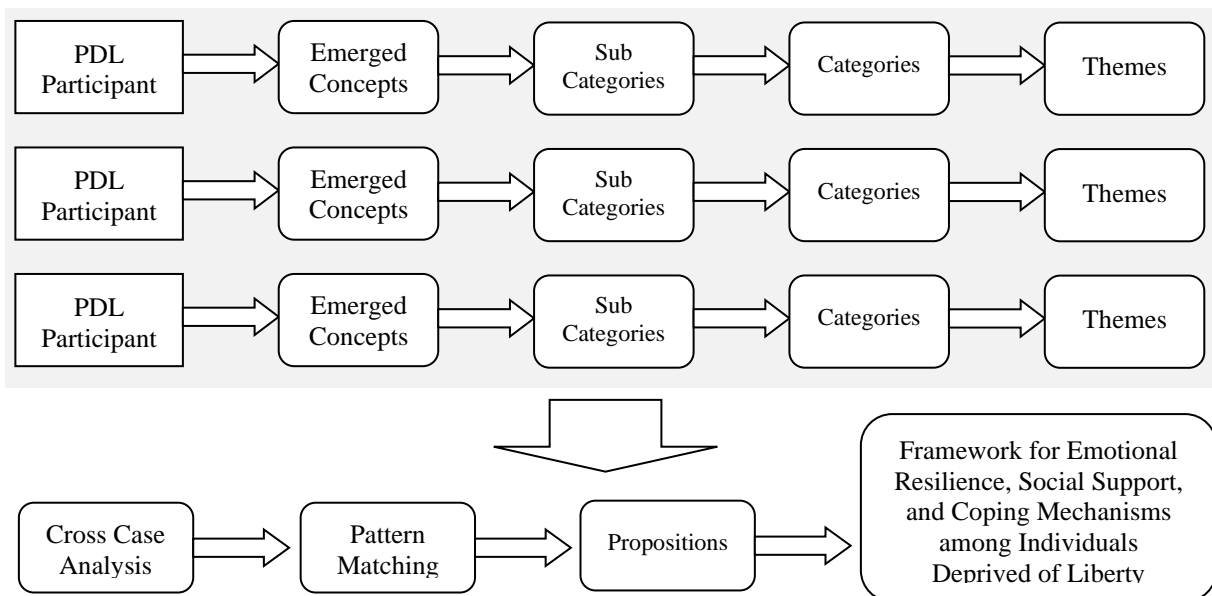 PDL
Participant
Emerged
Concepts
Sub
Categories
Categories
Themes
PDL
Participant
Emerged
Concepts
Sub
Categories
Categories
Themes
PDL
Participant
Emerged
Concepts
Sub
Categories
Categories
Themes
Cross Case
Analysis
Pattern
Matching
Propositions
Framework for Emotional
Resilience, Social Support,
and Coping Mechanisms
among Individuals
Deprived of Liberty